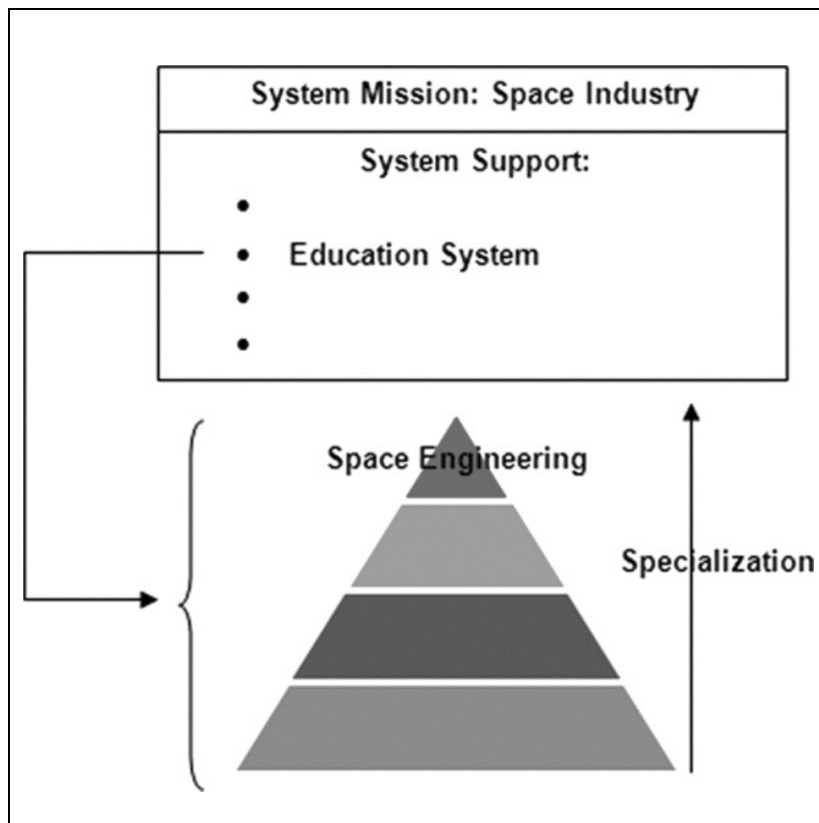 System Mission: Space Industry
System Support:
•
• Education System
•
•
Space Engineering
Specialization